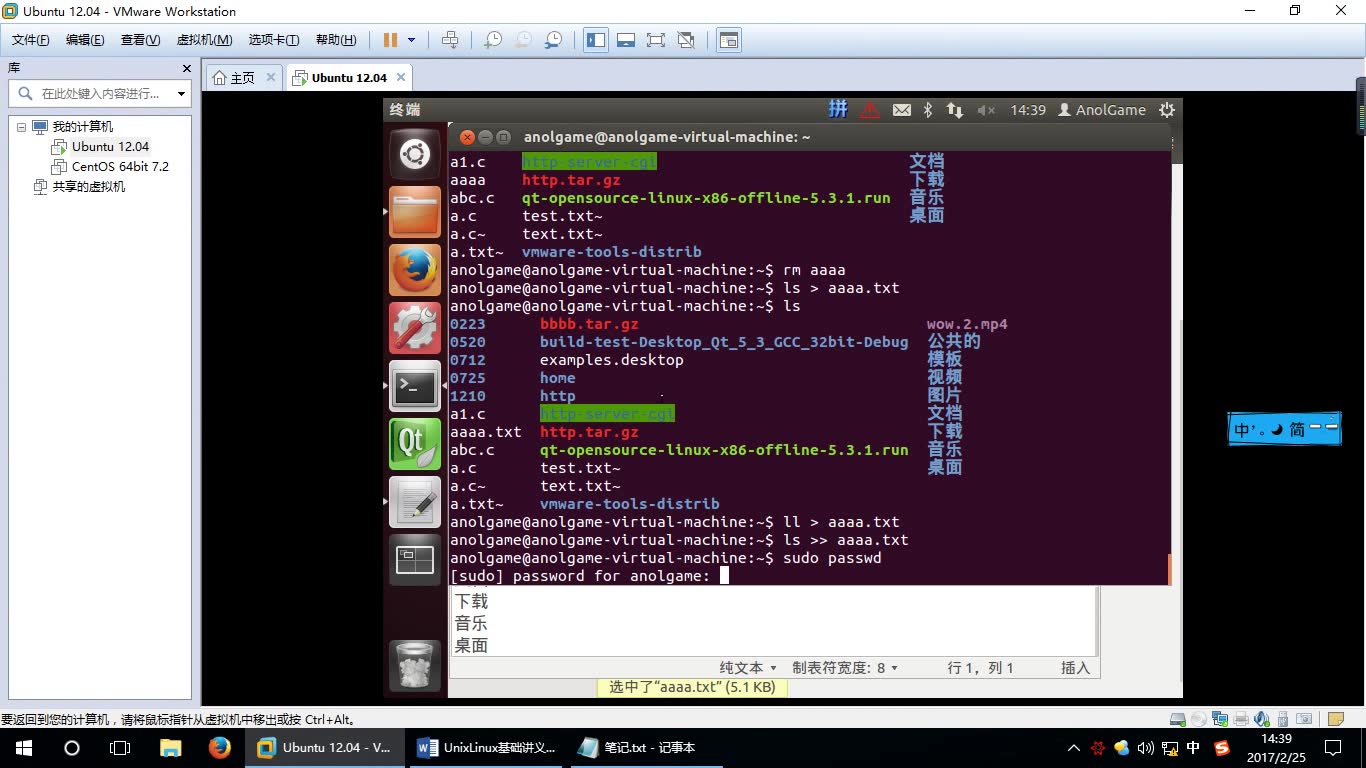 Ubuntu 12.04 - VMware Workstation
文件(F) 编辑(E) 查看(V) 虚拟机(M) 选项卡(T) 帮助(H)
库
在此处键入内容进行...
我的计算机
Ubuntu 12.04
CentOS 64bit 7.2
共享的虚拟机
主页 Ubuntu 12.04
终端 拼 14:39 AnolGame
anolgame@anolgame-virtual-machine: ~
a1.c http-server-cgi 文档
aaaa http.tar.gz 下载
abc.c qt-opensource-linux-x86-offline-5.3.1.run 音乐
a.c test.txt~ 桌面
a.c~ text.txt~
a.txt~ vmware-tools-distrib
anolgame@anolgame-virtual-machine:~$ rm aaaa
anolgame@anolgame-virtual-machine:~$ ls > aaaa.txt
anolgame@anolgame-virtual-machine:~$ ls
0223 bbbb.tar.gz wow.2.mp4
0520 build-test-Desktop_Qt_5_3_GCC_32bit-Debug 公共的
0712 examples.desktop 模板
0725 home 视频
1210 http 图片
a1.c http-server-cgi 文档
aaaa.txt http.tar.gz 下载
abc.c qt-opensource-linux-x86-offline-5.3.1.run 音乐
a.c test.txt~ 桌面
a.c~ text.txt~
a.txt~ vmware-tools-distrib
anolgame@anolgame-virtual-machine:~$ ll > aaaa.txt
anolgame@anolgame-virtual-machine:~$ ls >> aaaa.txt
anolgame@anolgame-virtual-machine:~$ sudo passwd
[sudo] password for anolgame:
下载
音乐
桌面
纯文本 制表符宽度: 8 行 1，列 1 插入
选中了“aaaa.txt” (5.1 KB)
Qt
中 简
要返回到您的计算机，请将鼠标指针从虚拟机中移出或按 Ctrl+Alt。
Ubuntu 12.04 - V... UnixLinux基础讲义... 笔记.txt - 记事本 中 14:39
2017/2/25